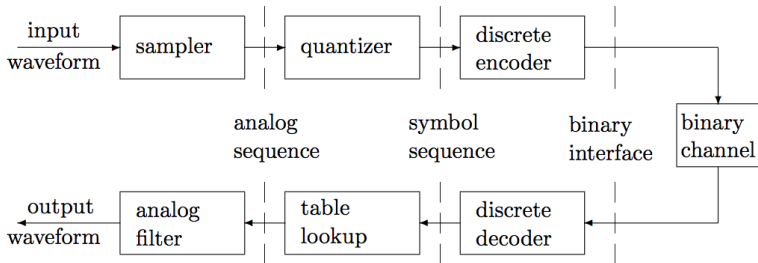 input
waveform
sampler
quantizer
discrete
encoder
analog
sequence
symbol
sequence
binary
interface
binary
channel
output
waveform
analog
filter
table
lookup
discrete
decoder